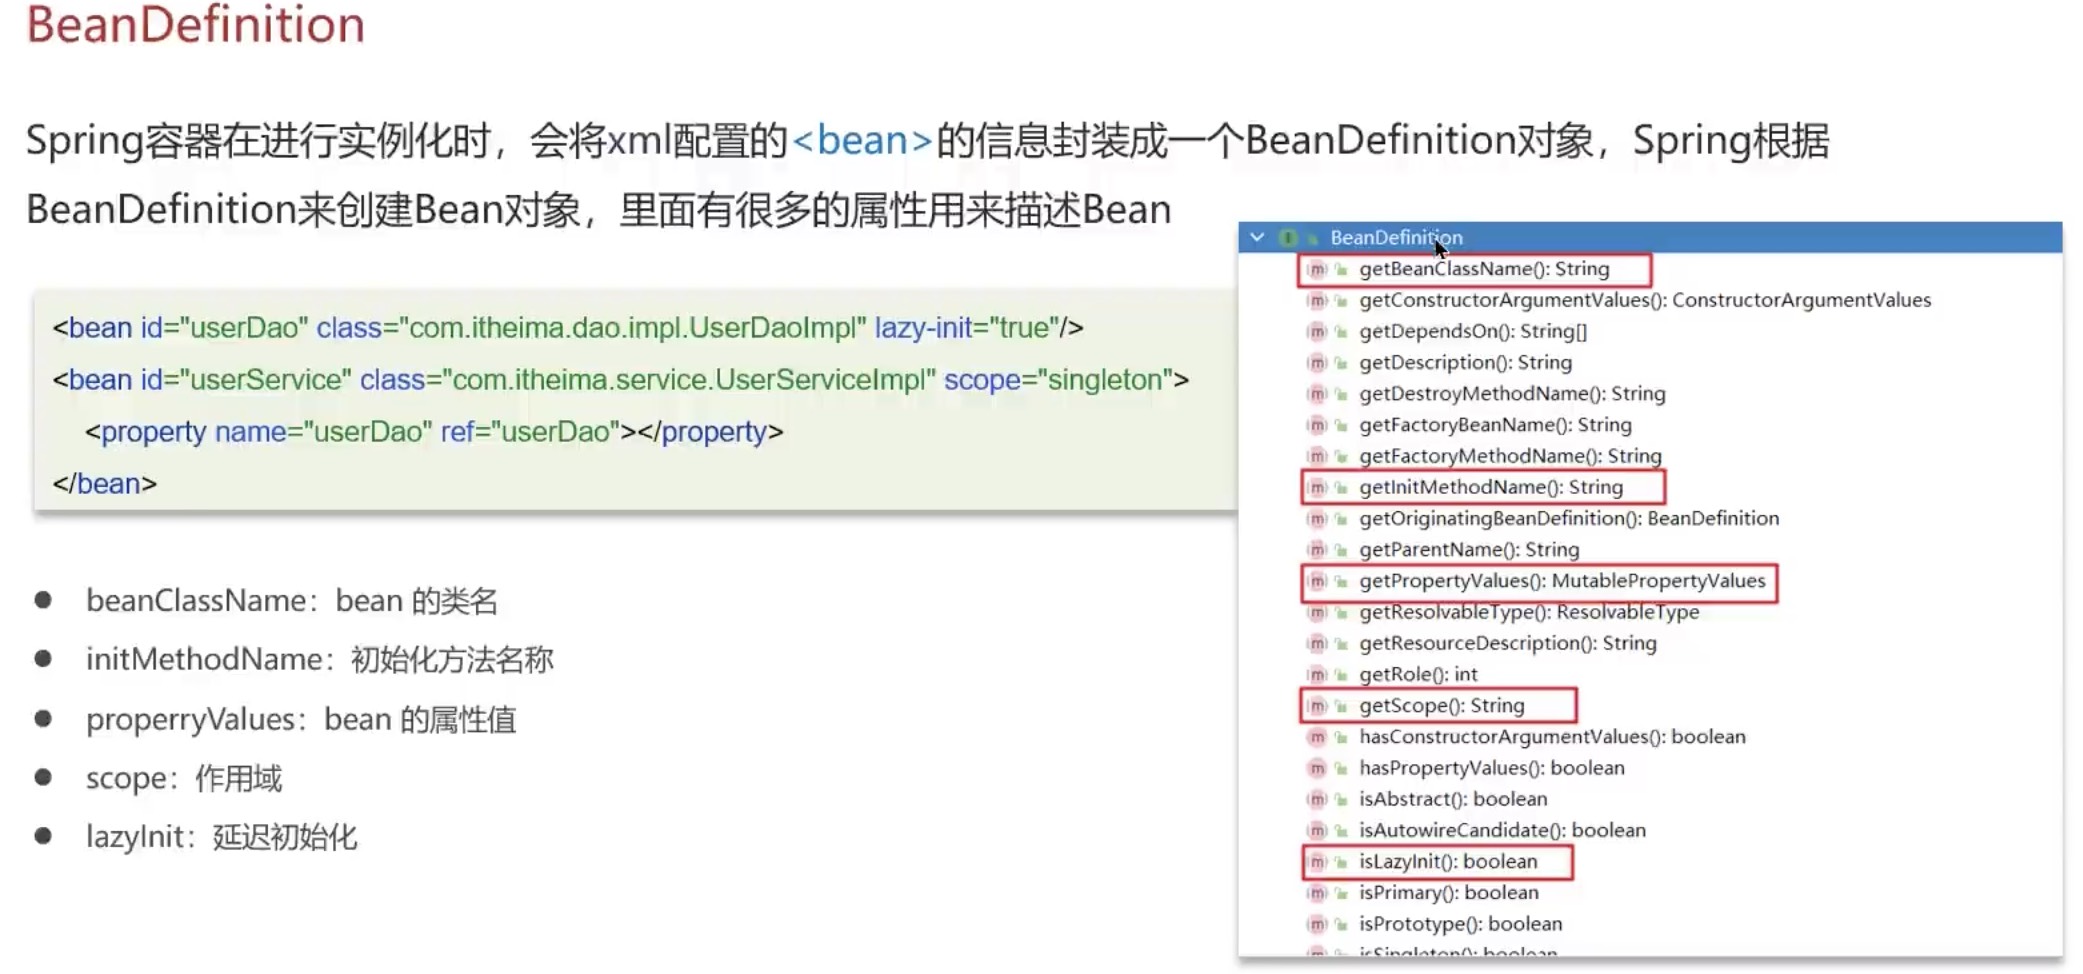 BeanDefinition
Spring容器在进行实例化时，会将xml配置的<bean>的信息封装成一个BeanDefinition对象，Spring根据
BeanDefinition来创建Bean对象，里面有很多的属性用来描述Bean
<bean id="userDao" class="com.itheima.dao.impl.UserDaoImpl" lazy-init="true"/>
<bean id="userService" class="com.itheima.service.UserServiceImpl" scope="singleton">
<property name="userDao" ref="userDao"></property>
</bean>
● beanClassName：bean 的类名
● initMethodName：初始化方法名称
● properryValues：bean 的属性值
● scope：作用域
● lazyInit：延迟初始化
BeanDefinition
getBeanClassName(): String
getConstructorArgumentValues(): ConstructorArgumentValues
getDependsOn(): String[]
getDescription(): String
getDestroyMethodName(): String
getFactoryBeanName(): String
getFactoryMethodName(): String
getInitMethodName(): String
getOriginatingBeanDefinition(): BeanDefinition
getParentName(): String
getPropertyValues(): MutablePropertyValues
getResolvableType(): ResolvableType
getResourceDescription(): String
getRole(): int
getScope(): String
hasConstructorArgumentValues(): boolean
hasPropertyValues(): boolean
isAbstract(): boolean
isAutowireCandidate(): boolean
isLazyInit(): boolean
isPrimary(): boolean
isPrototype(): boolean
isSingleton(): boolean